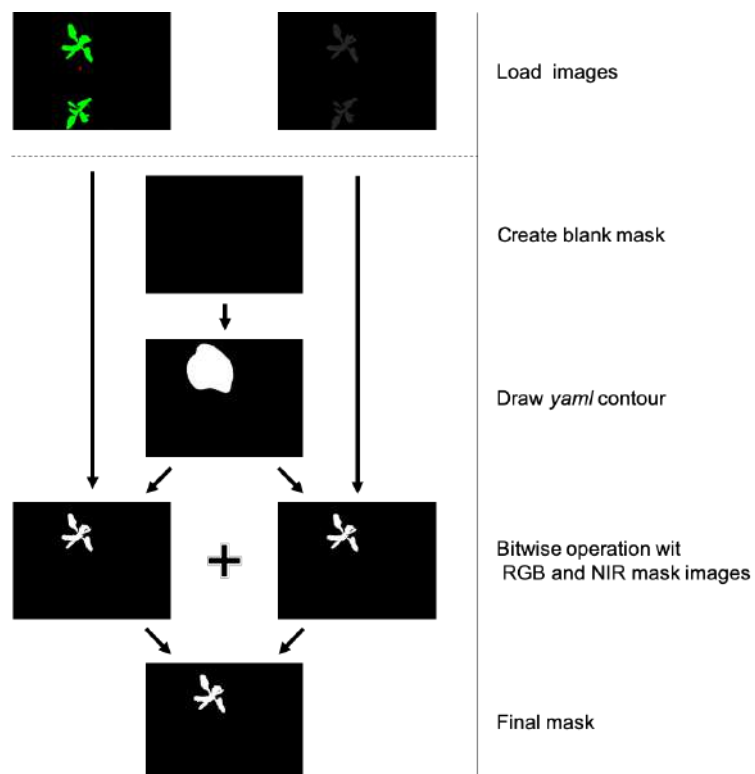 Load images
Create blank mask
Draw yaml contour
Bitwise operation wit
RGB and NIR mask images
Final mask